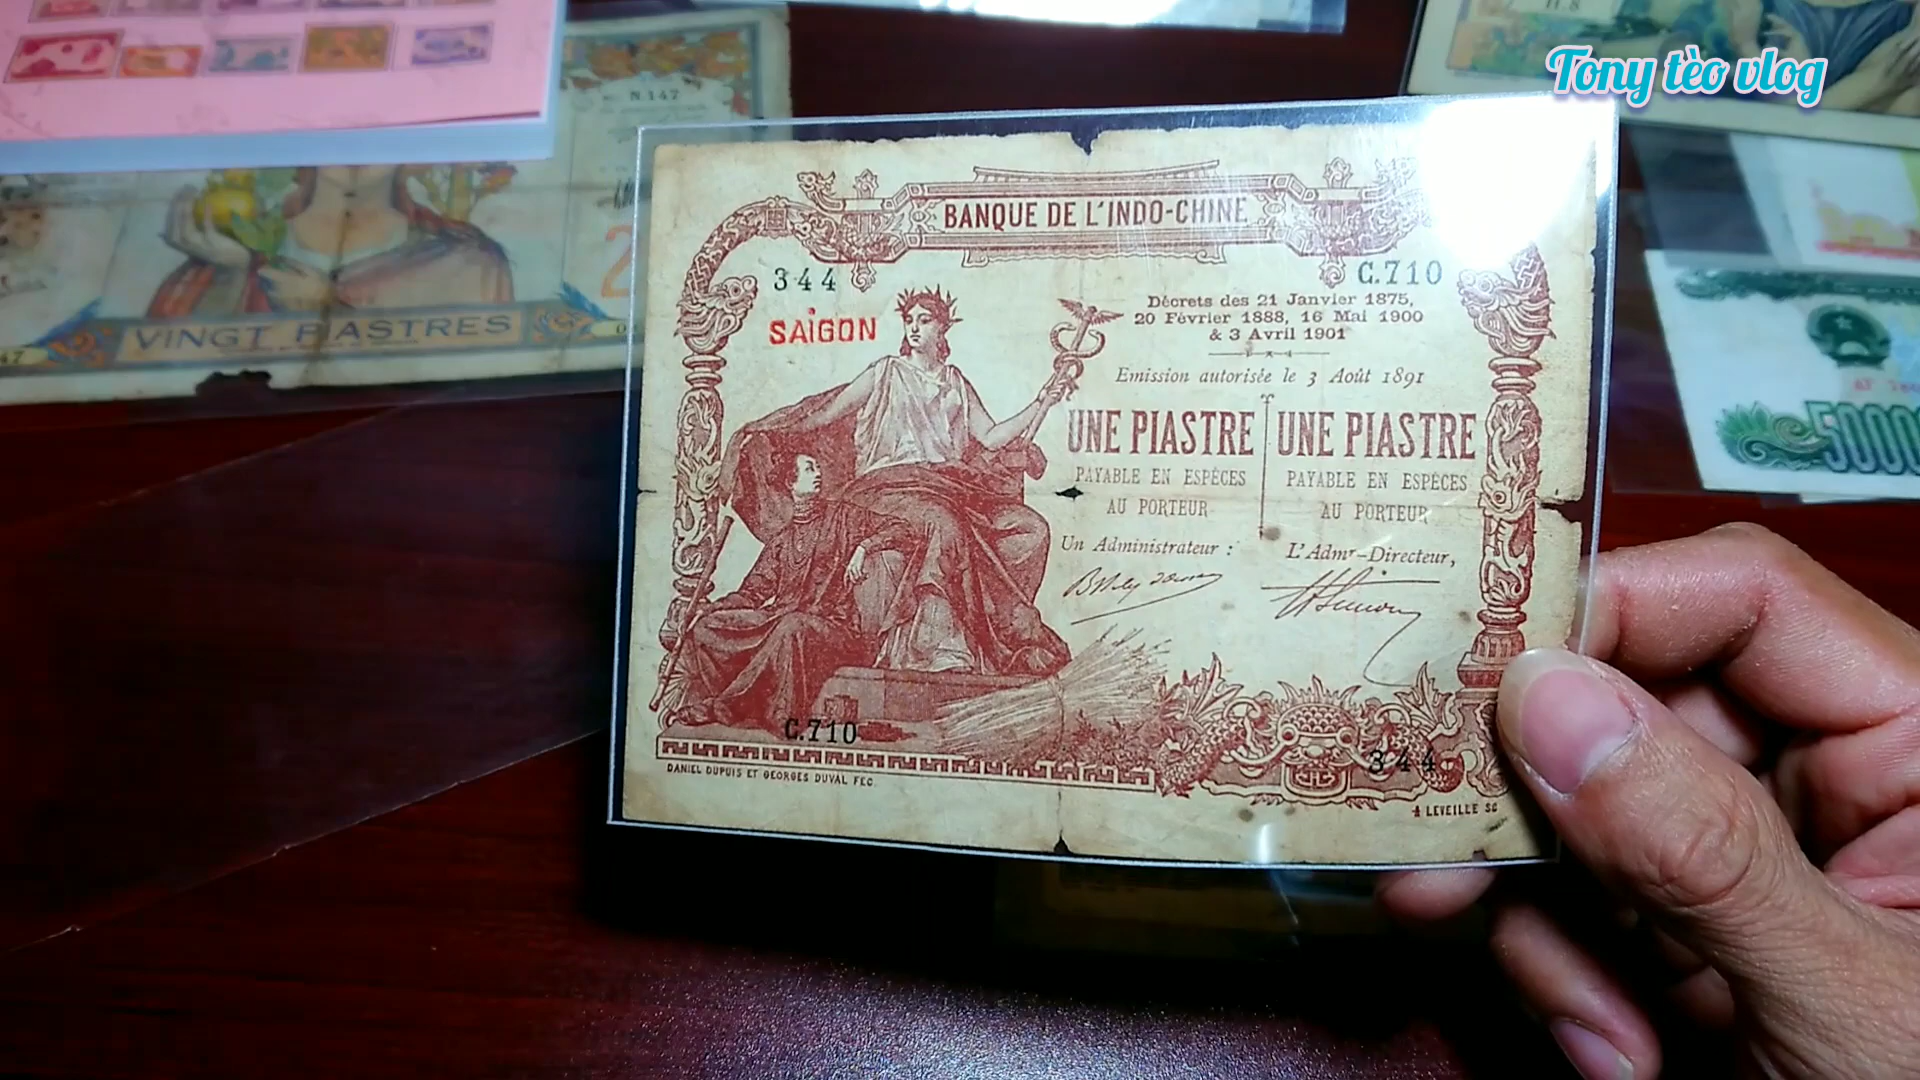 Tony tèo vlog
N.147
VINGT PIASTRES
BANQUE DE L'INDO-CHINE
344
C.710
SAÏGON
Décrets des 21 Janvier 1875,
20 Février 1888, 16 Mai 1900
& 3 Avril 1901
Emission autorisée le 3 Août 1891
UNE PIASTRE
PAYABLE EN ESPÈCES
AU PORTEUR
Un Administrateur :
UNE PIASTRE
PAYABLE EN ESPÈCES
AU PORTEUR
L'Admr-Directeur,
C.710
344
DANIEL DUPUIS ET GEORGES DUVAL FEC.
A LEVEILLE SC